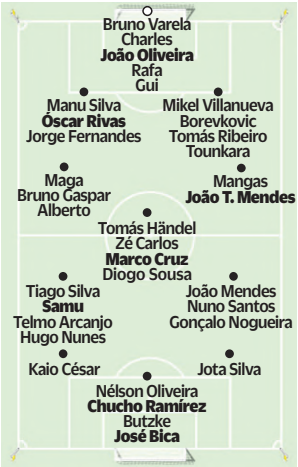 Bruno Varela
Charles
João Oliveira
Rafa
Gui
Manu Silva
Óscar Rivas
Jorge Fernandes
Mikel Villanueva
Borevkovic
Tomás Ribeiro
Tounkara
Maga
Bruno Gaspar
Alberto
Mangas
João T. Mendes
Tomás Händel
Zé Carlos
Marco Cruz
Diogo Sousa
Tiago Silva
Samu
Telmo Arcanjo
Hugo Nunes
João Mendes
Nuno Santos
Gonçalo Nogueira
Kaio César
Jota Silva
Nélson Oliveira
Chucho Ramírez
Butzke
José Bica